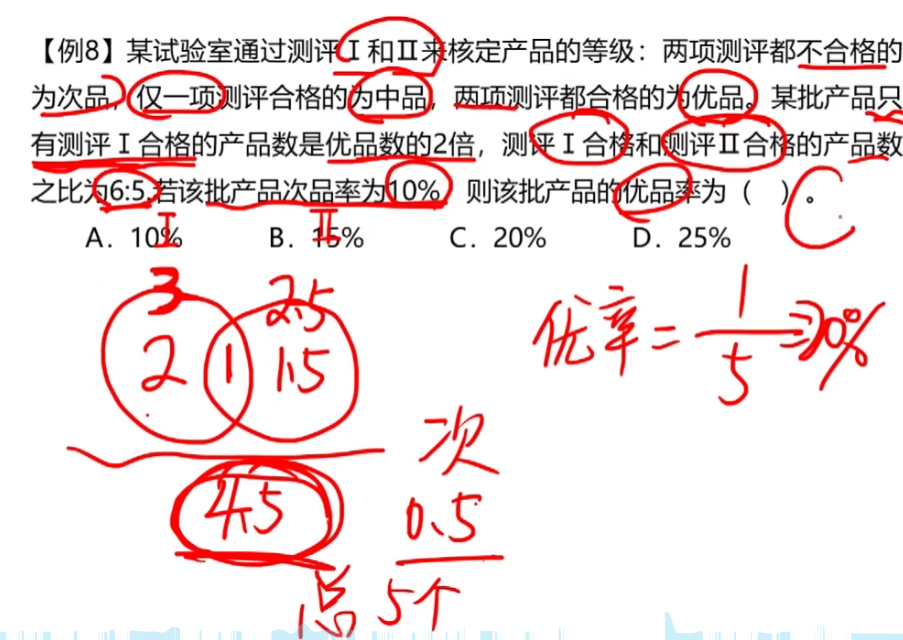 【例8】某试验室通过测评Ⅰ和Ⅱ来核定产品的等级：两项测评都不合格的
为次品，仅一项测评合格的为中品，两项测评都合格的为优品。某批产品只
有测评Ⅰ合格的产品数是优品数的2倍，测评Ⅰ合格和测评Ⅱ合格的产品数
之比为6:5.若该批产品次品率为10%，则该批产品的优品率为（ ）。
C
A．10% B．15% C．20% D．25%
Ⅰ Ⅱ
3 2.5
2 1 1.5
优率=1/5=20%
4.5
次
0.5
总 5个